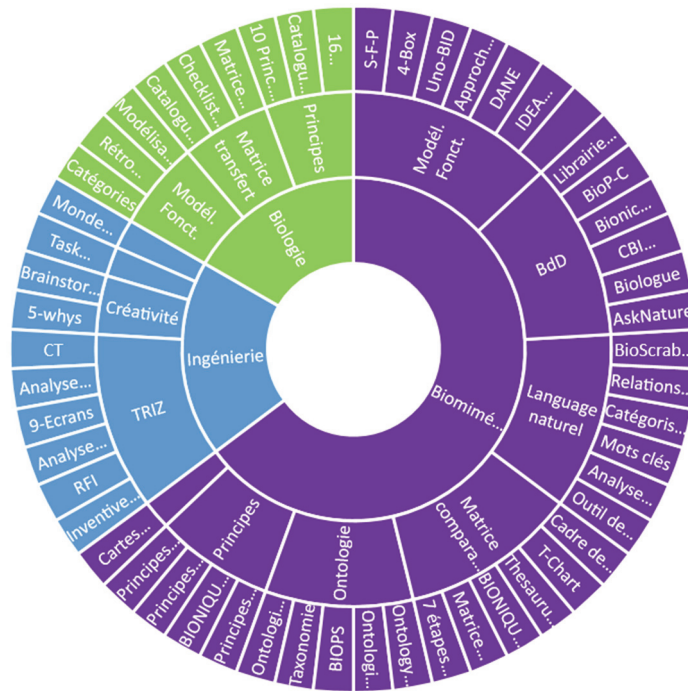 Biomimé...
Ingénierie
Biologie
Modél.
Fonct.
BdD
Language
naturel
Matrice
compara...
Ontologie
Principes
TRIZ
Créativité
Modél.
Fonct.
Matrice
transfert
Principes
S-F-P
4-Box
Uno-BID
Approch...
DANE
IDEA...
Librairie...
BioP-C
Bionic...
CBI...
Biologue
AskNature
BioScrab...
Relations...
Catégoris...
Mots clés
Analyse...
Outil de...
Cadre de...
T-Chart
Thesauru...
BIONIQU...
Matrice...
7 étapes...
Ontology
Ontologi...
BIOPS
Taxonomie
Ontologi...
Principes...
BIONIQU...
Principes...
Principes...
Cartes...
Inventive...
RFI
Analyse...
9-Ecrans
Analyse...
CT
5-whys
Brainstor...
Task...
Monde...
Catégories
Rétro...
Modélisa...
Catalogu...
Checklist...
Matrice...
10 Princ...
Catalogu...
16...